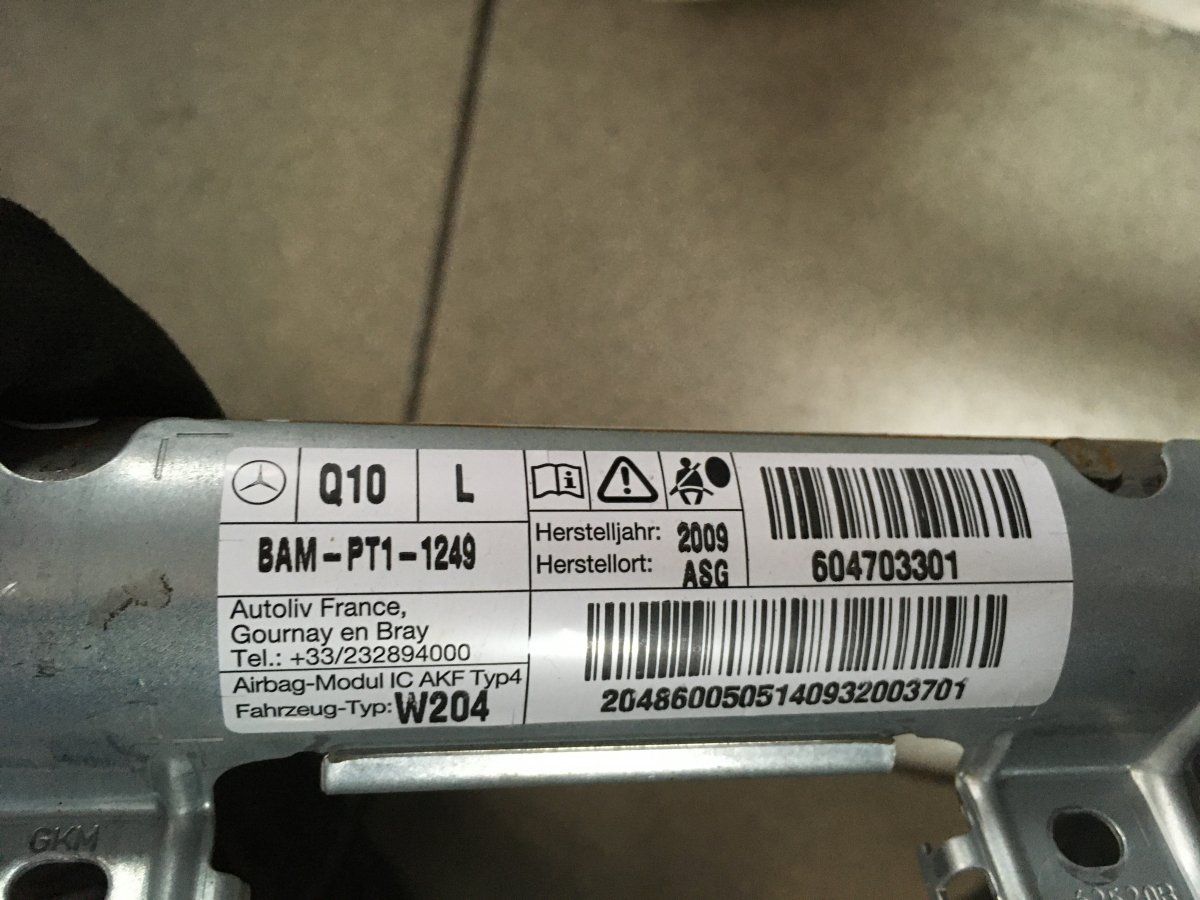 Q10 L
BAM-PT1-1249
Herstelljahr: 2009
Herstellort: ASG
604703301
Autoliv France,
Gournay en Bray
Tel.: +33/232894000
Airbag-Modul IC AKF Typ4
Fahrzeug-Typ: W204
2048600505140932003701
GKM